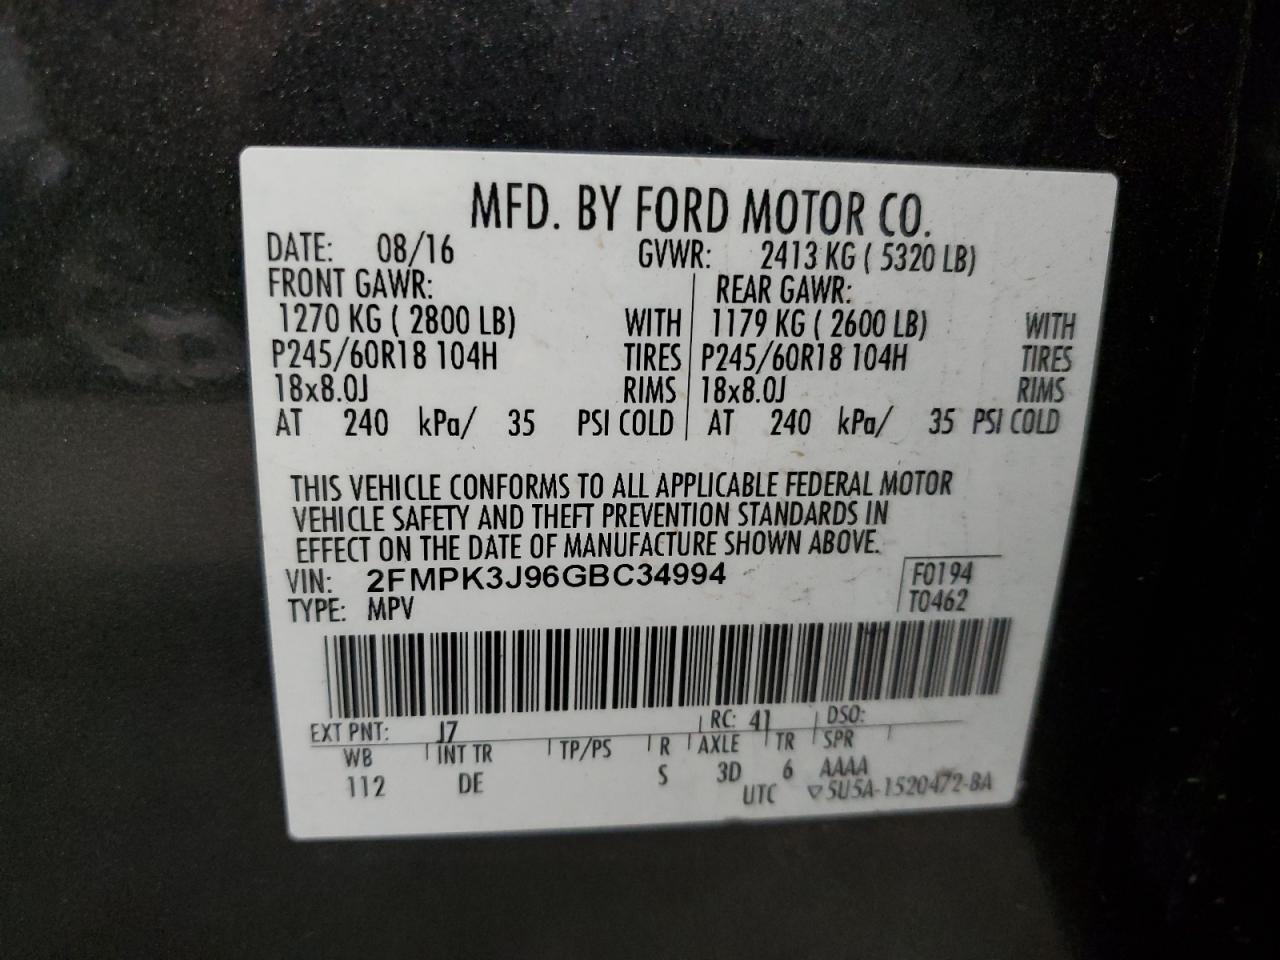 MFD. BY FORD MOTOR CO.
DATE: 08/16 GVWR: 2413 KG ( 5320 LB)
FRONT GAWR: REAR GAWR:
1270 KG ( 2800 LB) WITH 1179 KG ( 2600 LB) WITH
P245/60R18 104H TIRES P245/60R18 104H TIRES
18x8.0J RIMS 18x8.0J RIMS
AT 240 kPa/ 35 PSI COLD AT 240 kPa/ 35 PSI COLD
THIS VEHICLE CONFORMS TO ALL APPLICABLE FEDERAL MOTOR
VEHICLE SAFETY AND THEFT PREVENTION STANDARDS IN
EFFECT ON THE DATE OF MANUFACTURE SHOWN ABOVE.
VIN: 2FMPK3J96GBC34994 F0194
TYPE: MPV T0462
EXT PNT: J7 RC: 41 DSO:
WB INT TR TP/PS R AXLE TR SPR
112 DE S 3D 6 AAAA
UTC ▽5U5A-1520472-BA